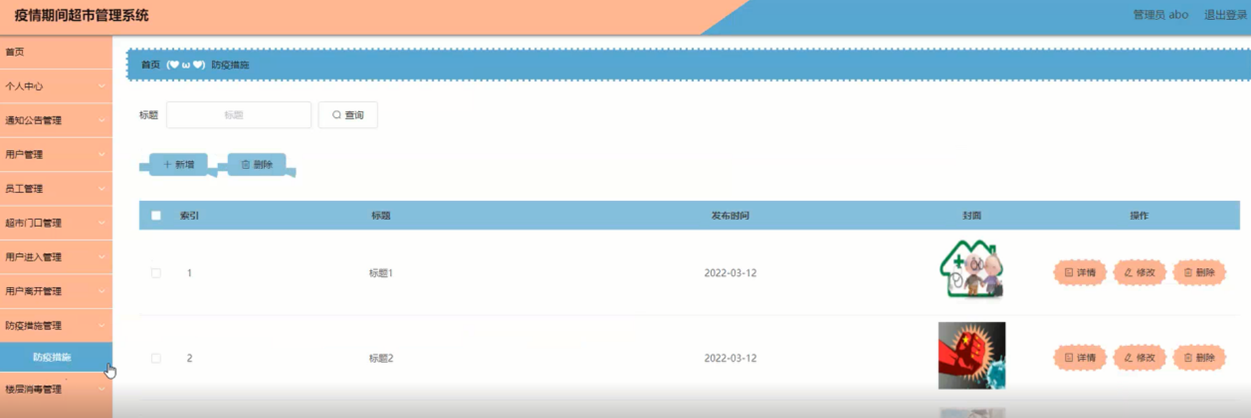 疫情期间超市管理系统
管理员 abo 退出登录
首页
个人中心
通知公告管理
用户管理
员工管理
超市门口管理
用户进入管理
用户离开管理
防疫措施管理
防疫措施
楼层消毒管理
首页 (♥ ω ♥) 防疫措施
标题 标题 查询
+ 新增 删除
索引 标题 发布时间 封面 操作
1 标题1 2022-03-12 详情 修改 删除
2 标题2 2022-03-12 详情 修改 删除